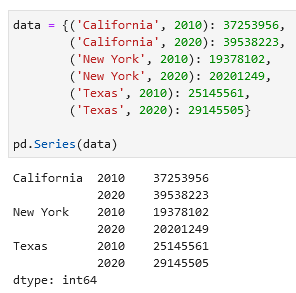 data = {('California', 2010): 37253956,
        ('California', 2020): 39538223,
        ('New York', 2010): 19378102,
        ('New York', 2020): 20201249,
        ('Texas', 2010): 25145561,
        ('Texas', 2020): 29145505}

pd.Series(data)

California  2010    37253956
            2020    39538223
New York    2010    19378102
            2020    20201249
Texas       2010    25145561
            2020    29145505
dtype: int64